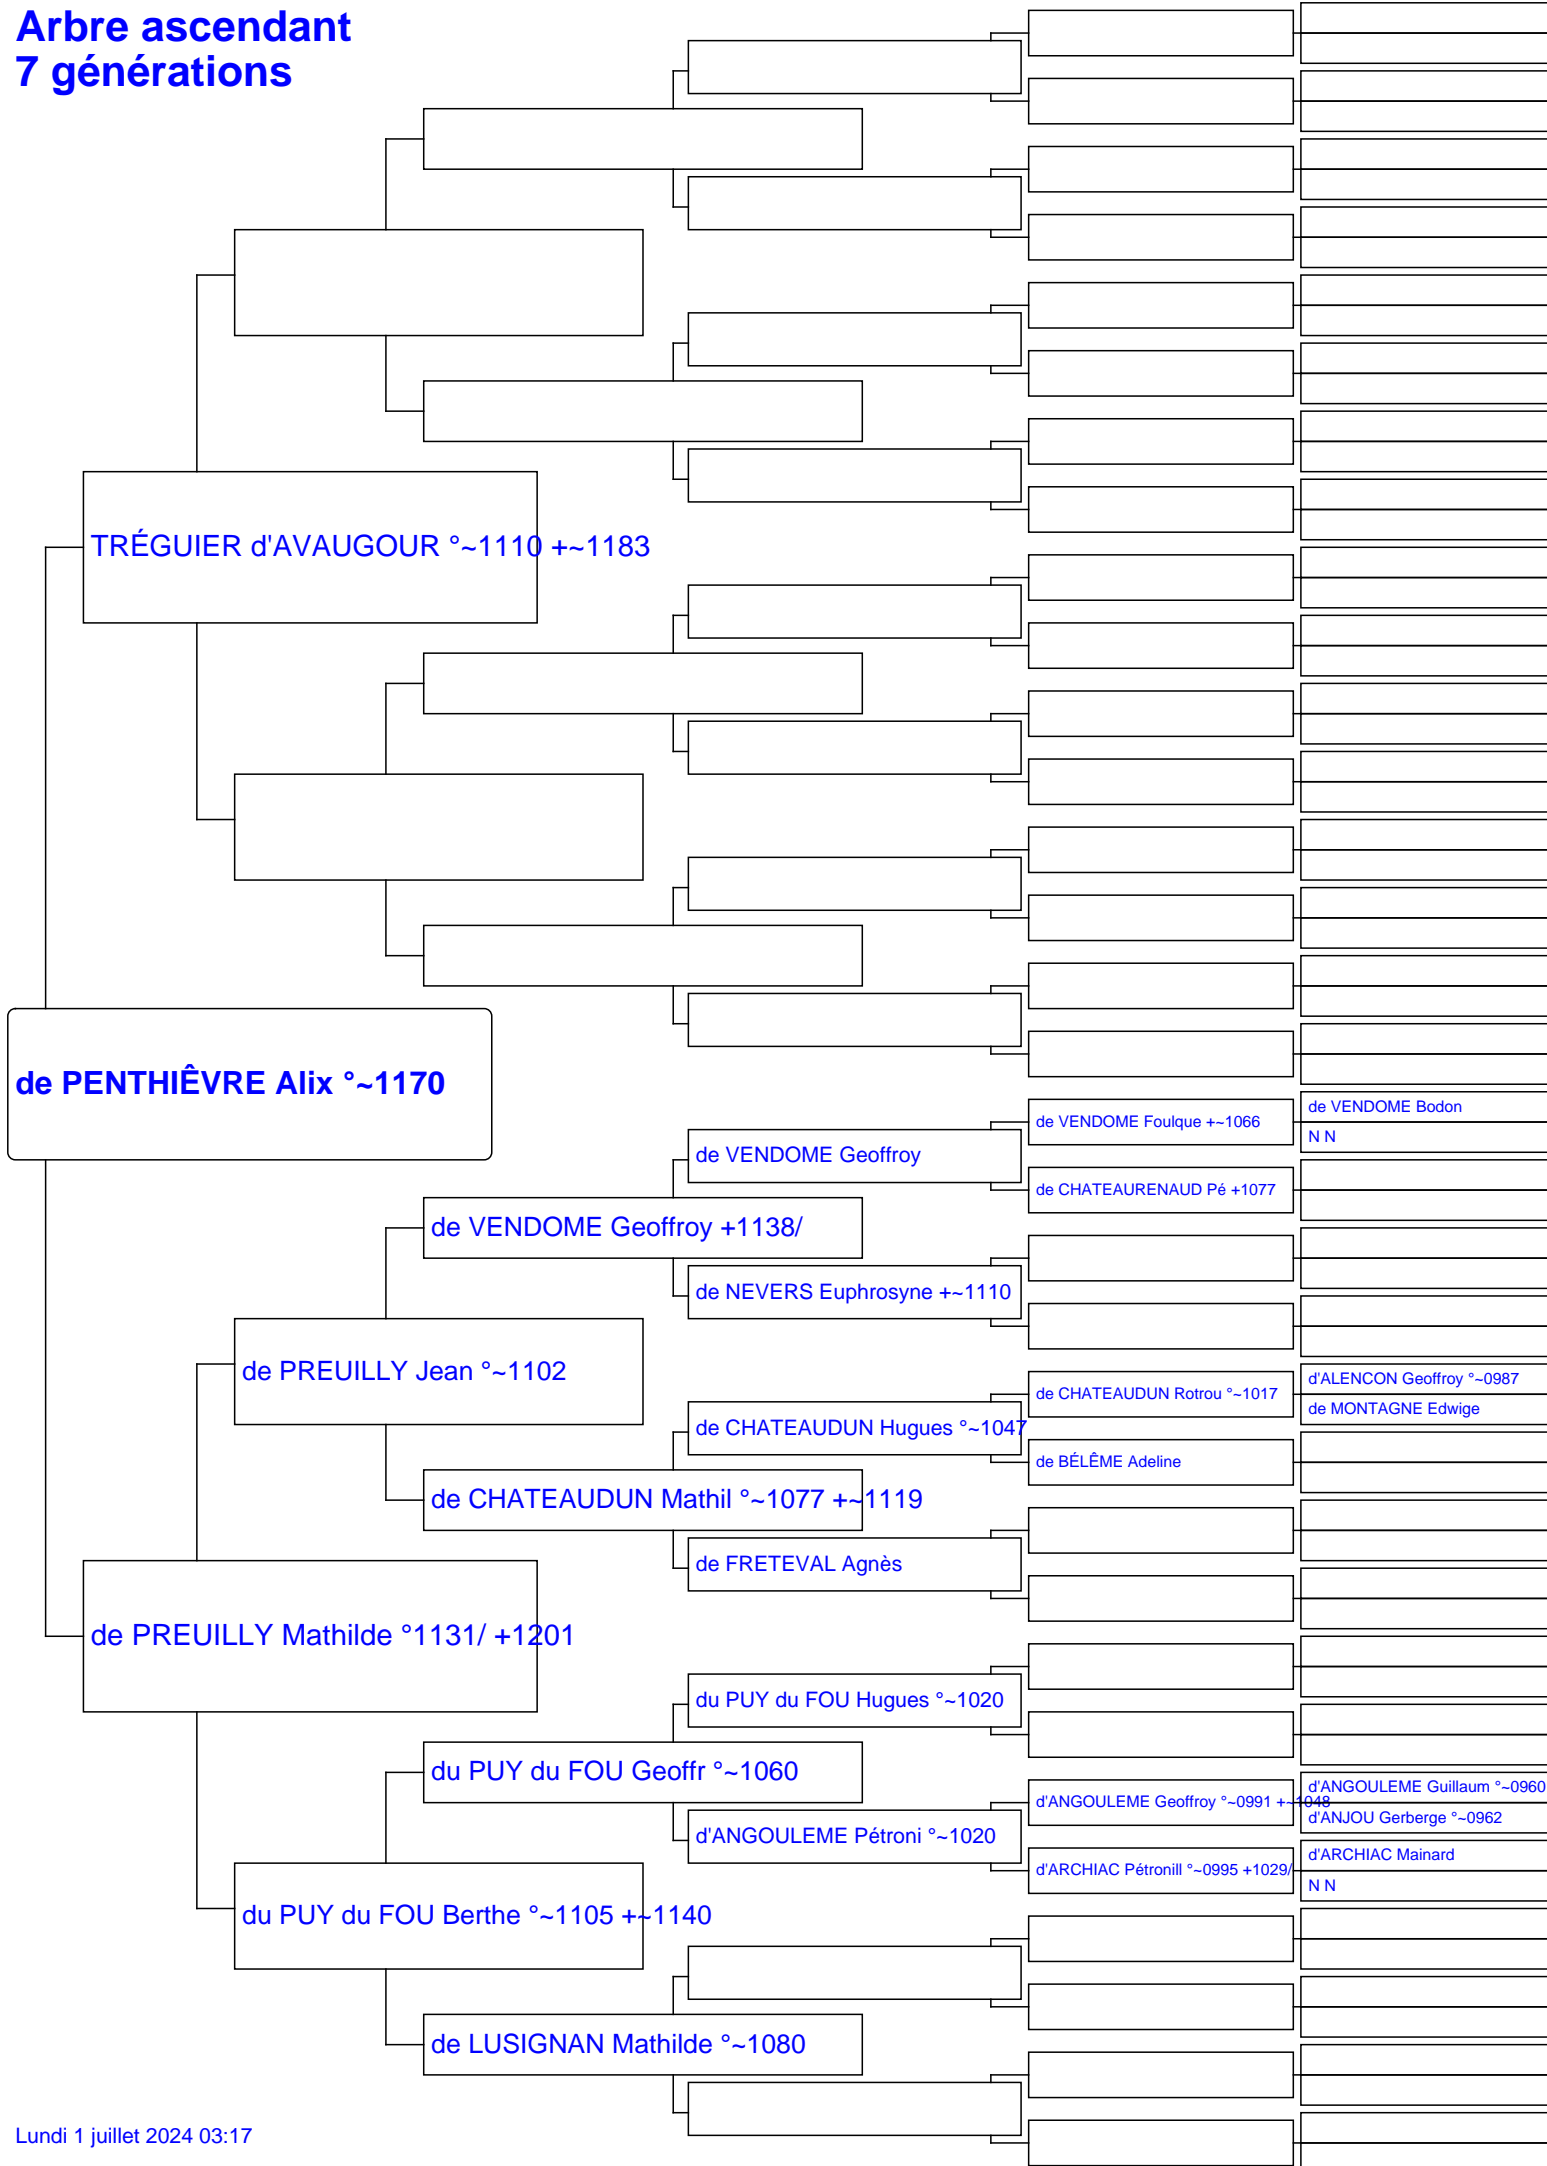 Arbre ascendant
7 générations
TRÉGUIER d'AVAUGOUR °~1110 +~1183
de PENTHIÊVRE Alix °~1170
de VENDOME Bodon
de VENDOME Foulque +~1066
N N
de VENDOME Geoffroy
de CHATEAURENAUD Pé +1077
de VENDOME Geoffroy +1138/
de NEVERS Euphrosyne +~1110
de PREUILLY Jean °~1102
d'ALENCON Geoffroy °~0987
de CHATEAUDUN Rotrou °~1017
de MONTAGNE Edwige
de CHATEAUDUN Hugues °~1047
de BÉLÊME Adeline
de CHATEAUDUN Mathil °~1077 +~1119
de FRETEVAL Agnès
de PREUILLY Mathilde °1131/ +1201
du PUY du FOU Hugues °~1020
du PUY du FOU Geoffr °~1060
d'ANGOULEME Guillaum °~0960
d'ANGOULEME Geoffroy °~0991 +~1048
d'ANJOU Gerberge °~0962
d'ANGOULEME Pétroni °~1020
d'ARCHIAC Mainard
d'ARCHIAC Pétronill °~0995 +1029/
N N
du PUY du FOU Berthe °~1105 +~1140
de LUSIGNAN Mathilde °~1080
Lundi 1 juillet 2024 03:17